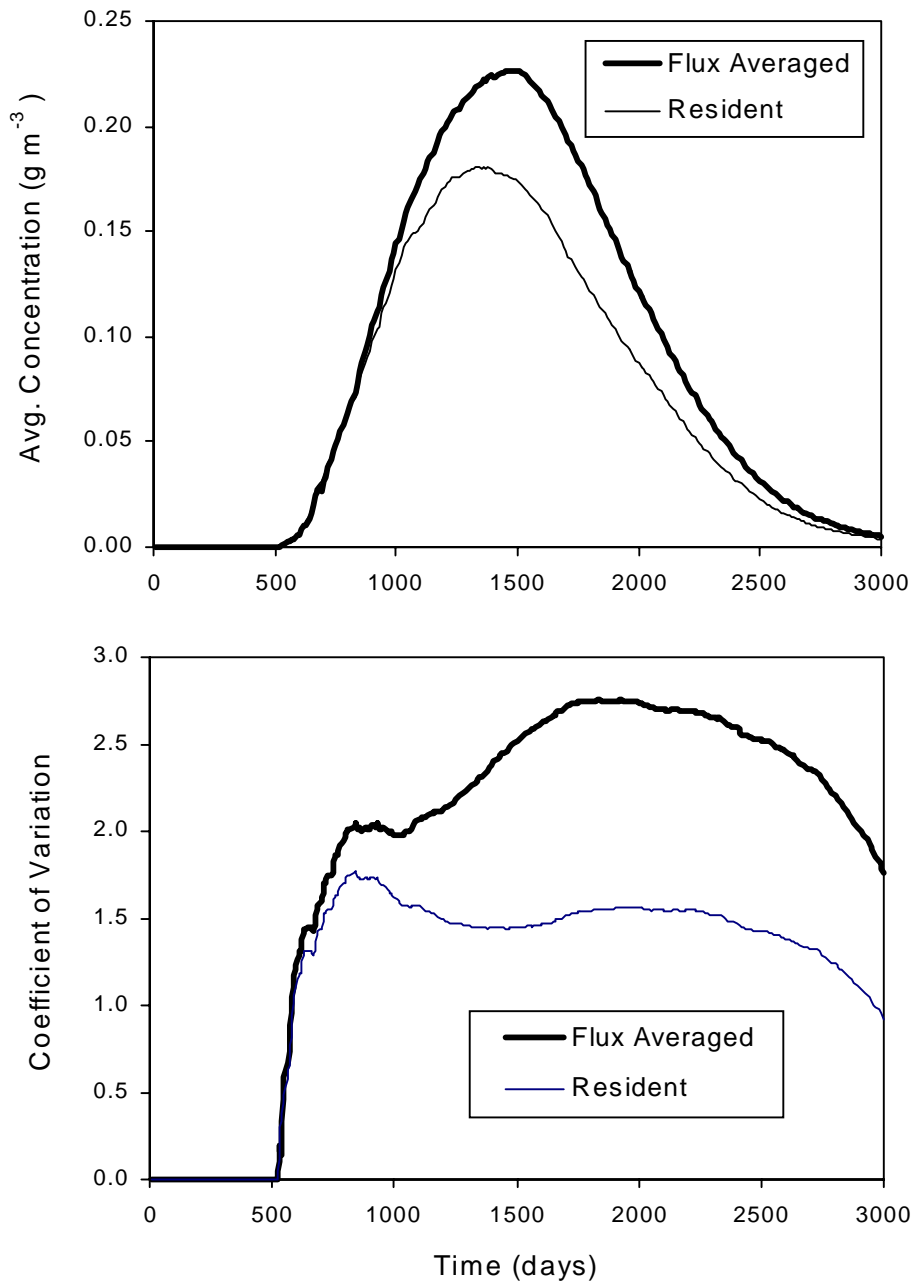 0.25
0.20
0.15
0.10
0.05
0.00
Avg. Concentration (g m⁻³ )
Flux Averaged
Resident
0 500 1000 1500 2000 2500 3000
3.0
2.5
2.0
1.5
1.0
0.5
0.0
Coefficient of Variation
Flux Averaged
Resident
0 500 1000 1500 2000 2500 3000
Time (days)